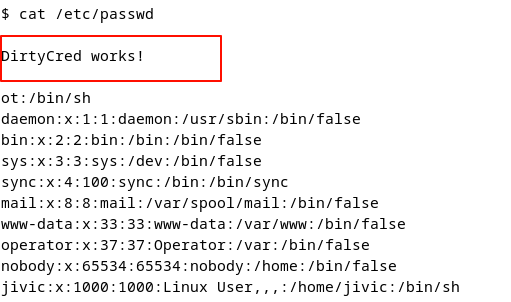 $ cat /etc/passwd
DirtyCred works!
ot:/bin/sh
daemon:x:1:1:daemon:/usr/sbin:/bin/false
bin:x:2:2:bin:/bin:/bin/false
sys:x:3:3:sys:/dev:/bin/false
sync:x:4:100:sync:/bin:/bin/sync
mail:x:8:8:mail:/var/spool/mail:/bin/false
www-data:x:33:33:www-data:/var/www:/bin/false
operator:x:37:37:Operator:/var:/bin/false
nobody:x:65534:65534:nobody:/home:/bin/false
jivic:x:1000:1000:Linux User,,,:/home/jivic:/bin/sh